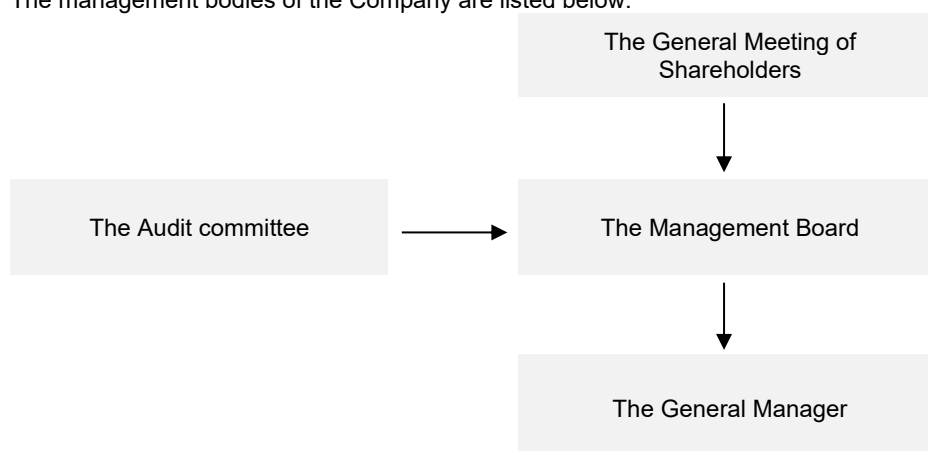 The management bodies of the Company are listed below:
The General Meeting of
Shareholders
The Audit committee
The Management Board
The General Manager